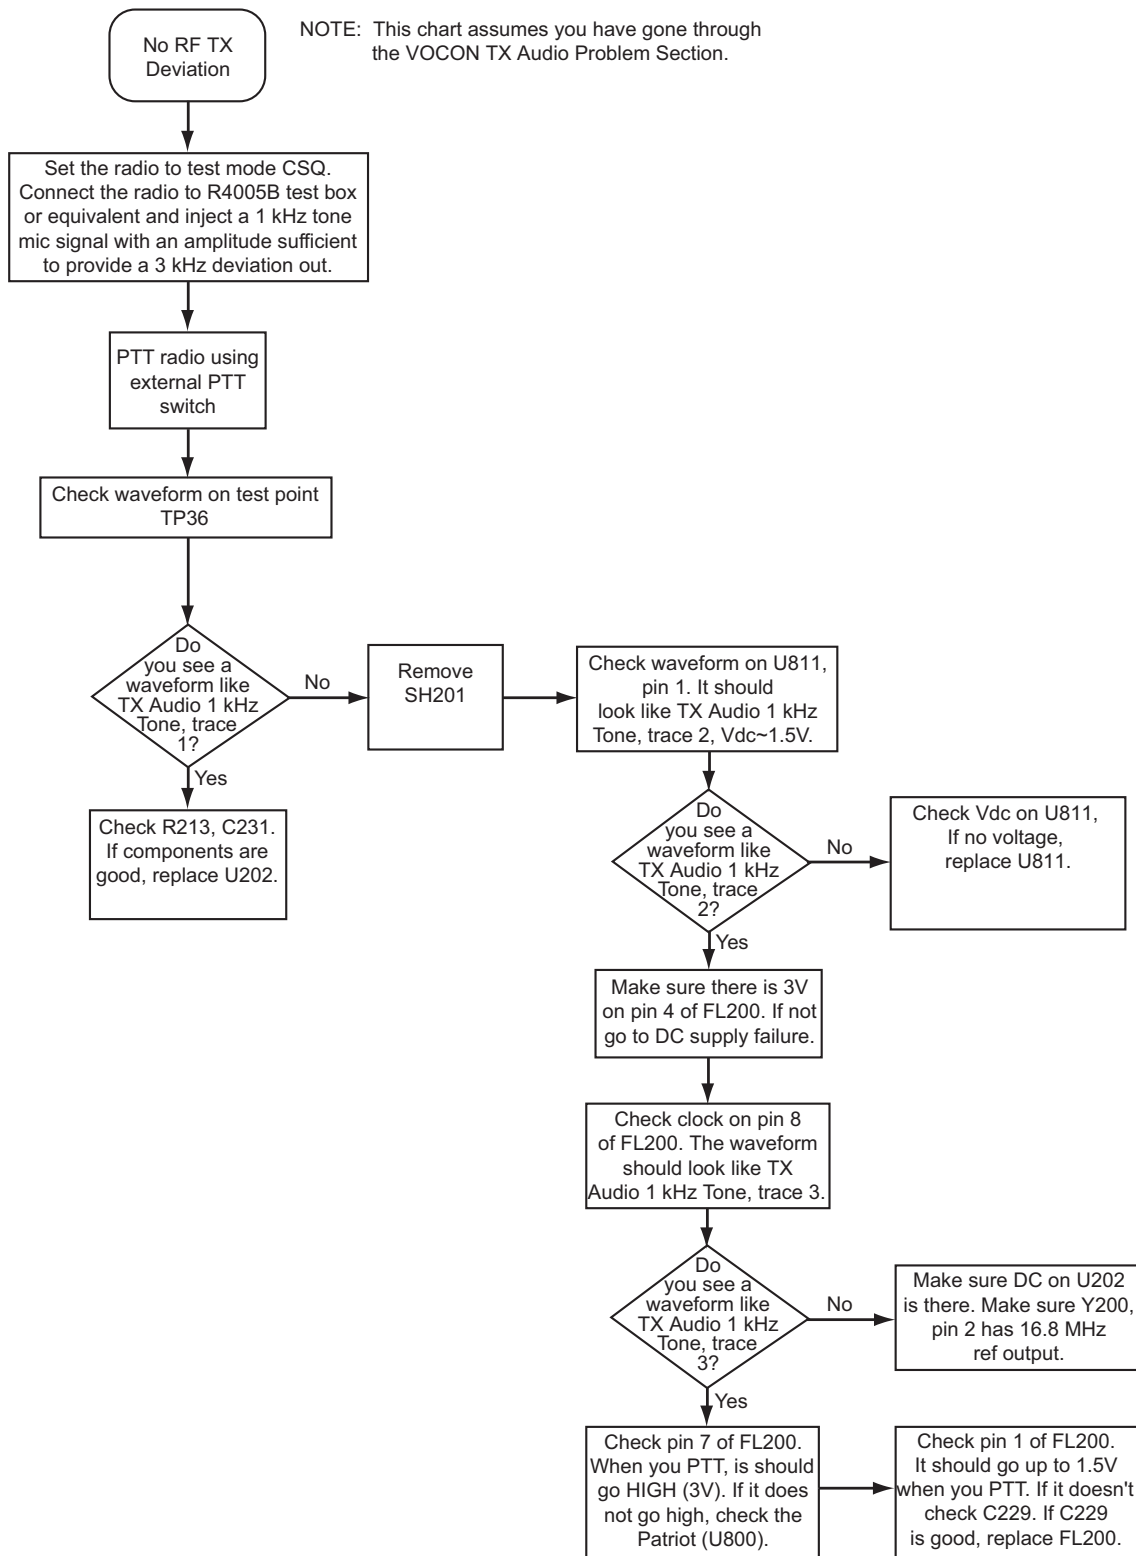 No RF TX
Deviation
NOTE: This chart assumes you have gone through
the VOCON TX Audio Problem Section.
Set the radio to test mode CSQ.
Connect the radio to R4005B test box
or equivalent and inject a 1 kHz tone
mic signal with an amplitude sufficient
to provide a 3 kHz deviation out.
PTT radio using
external PTT
switch
Check waveform on test point
TP36
Do
you see a
waveform like
TX Audio 1 kHz
Tone, trace
1?
No
Yes
Check R213, C231.
If components are
good, replace U202.
Remove
SH201
Check waveform on U811,
pin 1. It should
look like TX Audio 1 kHz
Tone, trace 2, Vdc~1.5V.
Do
you see a
waveform like
TX Audio 1 kHz
Tone, trace
2?
No
Check Vdc on U811,
If no voltage,
replace U811.
Yes
Make sure there is 3V
on pin 4 of FL200. If not
go to DC supply failure.
Check clock on pin 8
of FL200. The waveform
should look like TX
Audio 1 kHz Tone, trace 3.
Do
you see a
waveform like
TX Audio 1 kHz
Tone, trace
3?
No
Make sure DC on U202
is there. Make sure Y200,
pin 2 has 16.8 MHz
ref output.
Yes
Check pin 7 of FL200.
When you PTT, is should
go HIGH (3V). If it does
not go high, check the
Patriot (U800).
Check pin 1 of FL200.
It should go up to 1.5V
when you PTT. If it doesn't
check C229. If C229
is good, replace FL200.